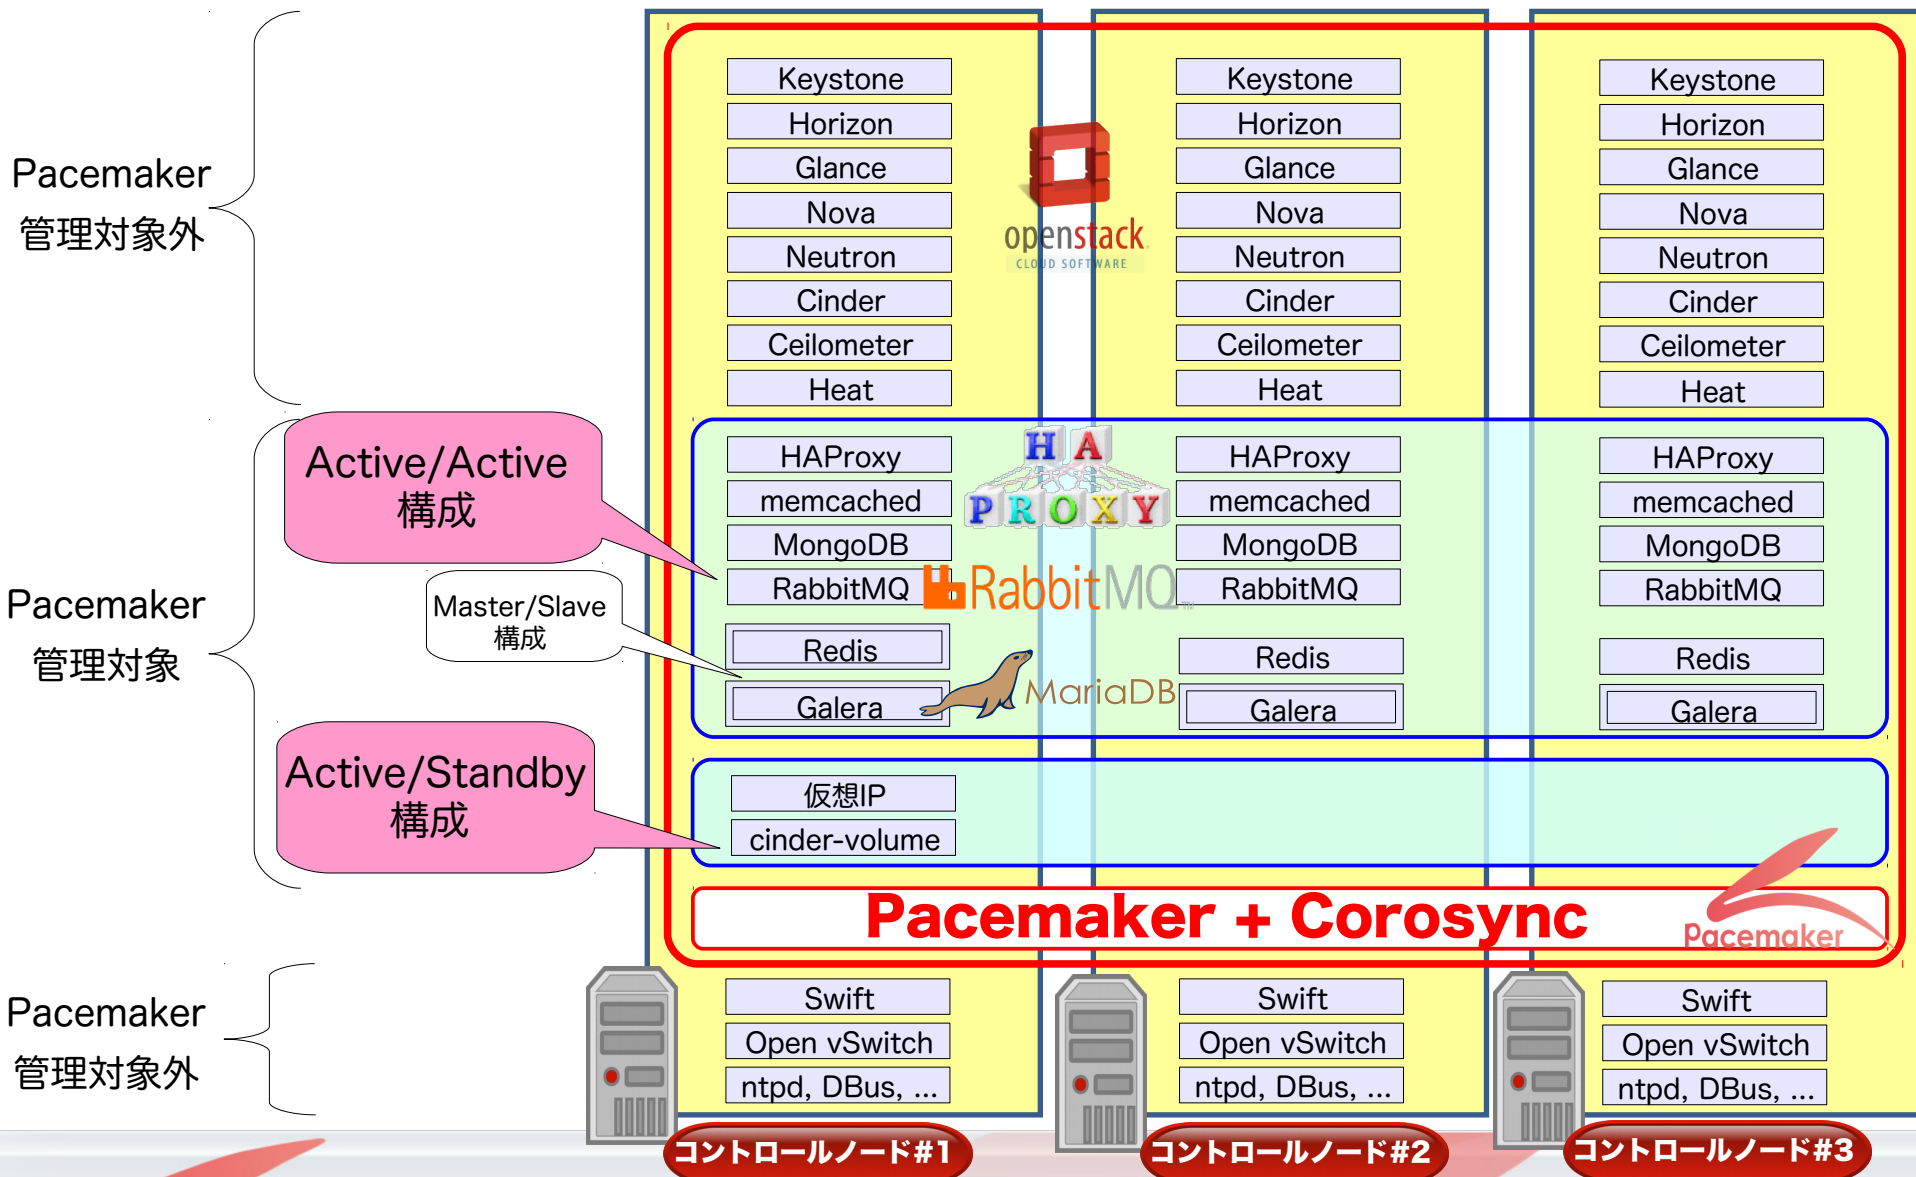 Pacemaker
管理対象外
Pacemaker
管理対象
Pacemaker
管理対象外
Active/Active
構成
Master/Slave
構成
Active/Standby
構成
Keystone
Horizon
Glance
Nova
Neutron
Cinder
Ceilometer
Heat
HAProxy
memcached
MongoDB
RabbitMQ
Redis
Galera
仮想IP
cinder-volume
openstack
CLOUD SOFTWARE
HA
PROXY
RabbitMQ
TM
MariaDB
Keystone
Horizon
Glance
Nova
Neutron
Cinder
Ceilometer
Heat
HAProxy
memcached
MongoDB
RabbitMQ
Redis
Galera
Keystone
Horizon
Glance
Nova
Neutron
Cinder
Ceilometer
Heat
HAProxy
memcached
MongoDB
RabbitMQ
Redis
Galera
Pacemaker + Corosync
Pacemaker
Swift
Open vSwitch
ntpd, DBus, ...
Swift
Open vSwitch
ntpd, DBus, ...
Swift
Open vSwitch
ntpd, DBus, ...
コントロールノード#1
コントロールノード#2
コントロールノード#3